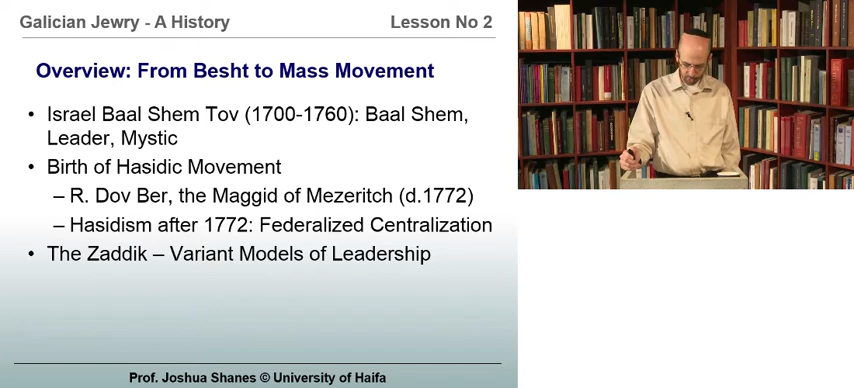 Galician Jewry - A History Lesson No 2
Overview: From Besht to Mass Movement
• Israel Baal Shem Tov (1700-1760): Baal Shem,
Leader, Mystic
• Birth of Hasidic Movement
– R. Dov Ber, the Maggid of Mezeritch (d.1772)
– Hasidism after 1772: Federalized Centralization
• The Zaddik – Variant Models of Leadership
Prof. Joshua Shanes © University of Haifa